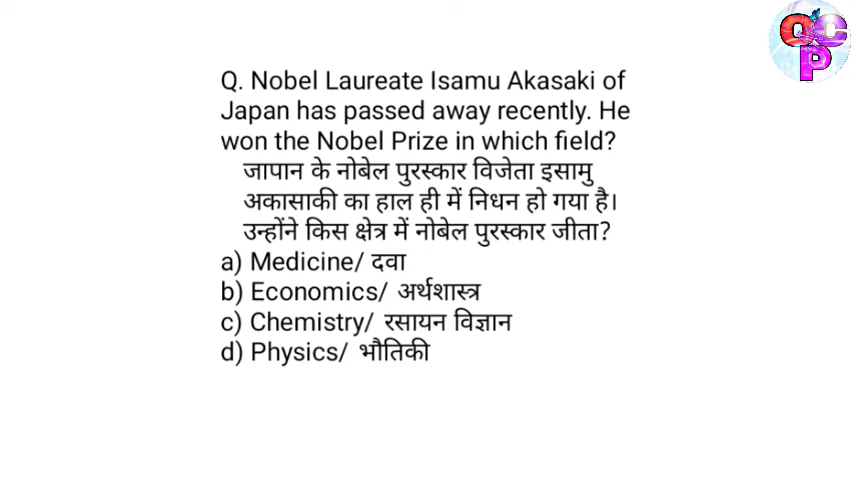 QCP
Q. Nobel Laureate Isamu Akasaki of
Japan has passed away recently. He
won the Nobel Prize in which field?
जापान के नोबेल पुरस्कार विजेता इसामु
अकासाकी का हाल ही में निधन हो गया है।
उन्होंने किस क्षेत्र में नोबेल पुरस्कार जीता?
a) Medicine/ दवा
b) Economics/ अर्थशास्त्र
c) Chemistry/ रसायन विज्ञान
d) Physics/ भौतिकी